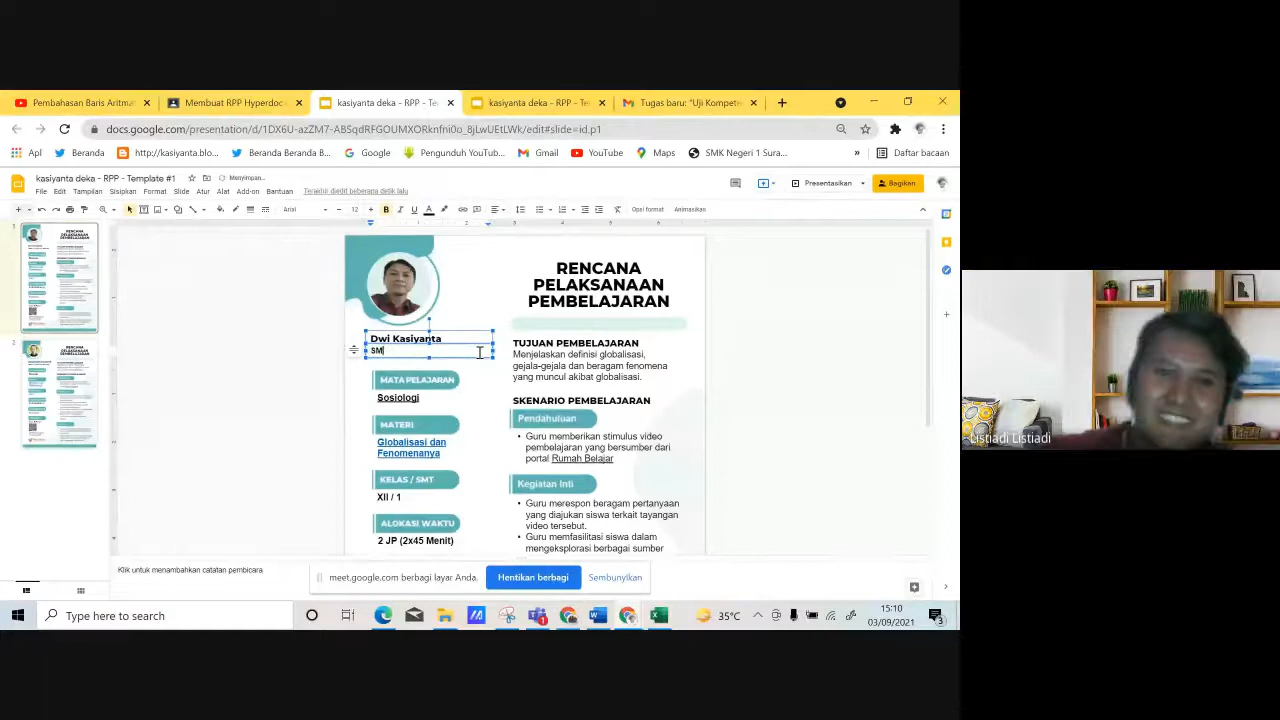 Pembahasan Baris Aritma
Membuat RPP Hyperdoc
kasiyanta deka - RPP - Te
kasiyanta deka - RPP - T
Tugas baru: "Uji Kompete
docs.google.com/presentation/d/1DX6U-azZM7-ABSqdRFGOUMXORknfni0o_8jLwUEtLWk/edit#slide=id.p1
Apl
Beranda
http://kasiyanta.blo...
Beranda Beranda B...
Google
Pengunduh YouTub...
Gmail
YouTube
Maps
SMK Negeri 1 Sura...
»
Daftar bacaan
kasiyanta deka - RPP - Template #1
Menyimpan...
File Edit Tampilan Sisipkan Format Slide Atur Alat Add-on Bantuan
Terakhir diedit beberapa detik lalu
Presentasikan
Bagikan
Arial
12
B I U A
Opsi format
Animasikan
RENCANA
PELAKSANAAN
PEMBELAJARAN
Dwi Kasiyanta
SM
MATA PELAJARAN
Sosiologi
MATERI
Globalisasi dan
Fenomenanya
KELAS / SMT
XII / 1
ALOKASI WAKTU
2 JP (2x45 Menit)
TUJUAN PEMBELAJARAN
Menjelaskan definisi globalisasi,
gejala-gejala dan beragam fenomena
yang muncul akibat globalisasi.
SKENARIO PEMBELAJARAN
Pendahuluan
• Guru memberikan stimulus video
pembelajaran yang bersumber dari
portal Rumah Belajar
Kegiatan Inti
• Guru merespon beragam pertanyaan
yang diajukan siswa terkait tayangan
video tersebut.
• Guru memfasilitasi siswa dalam
mengeksplorasi berbagai sumber
Klik untuk menambahkan catatan pembicara
meet.google.com berbagi layar Anda.
Hentikan berbagi
Sembunyikan
Type here to search
35°C
15:10
03/09/2021
Listiadi Listiadi